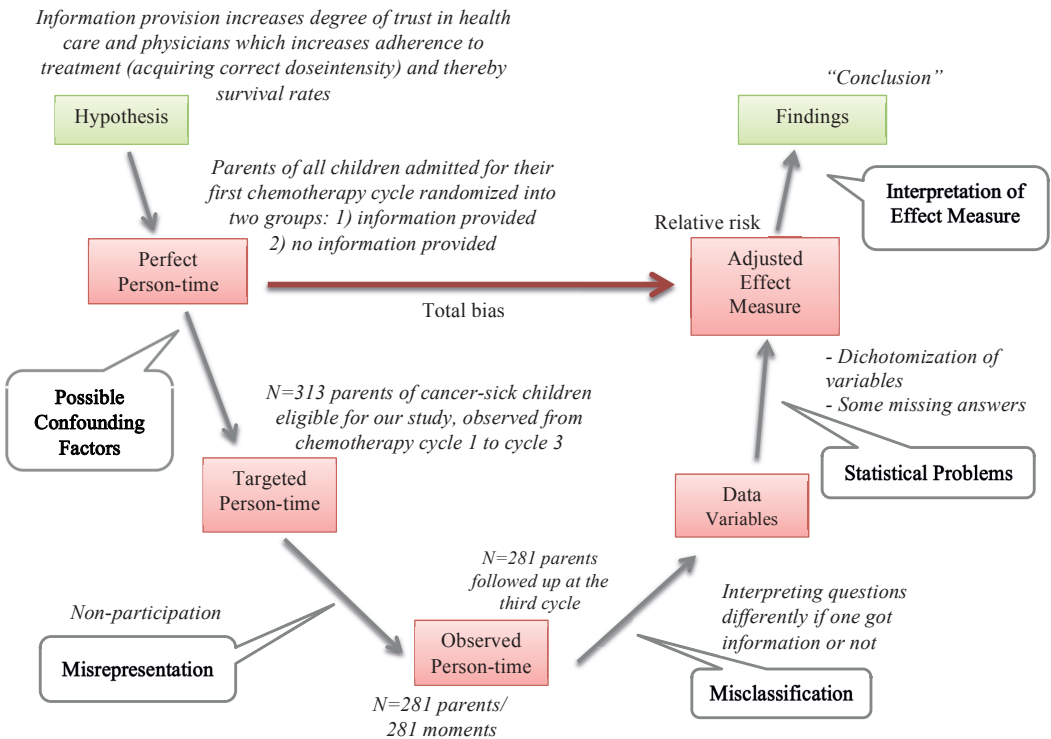 Information provision increases degree of trust in health
care and physicians which increases adherence to
treatment (acquiring correct doseintensity) and thereby
survival rates
Hypothesis
Parents of all children admitted for their
first chemotherapy cycle randomized into
two groups: 1) information provided
2) no information provided
Perfect
Person-time
Total bias
Possible
Confounding
Factors
N=313 parents of cancer-sick children
eligible for our study, observed from
chemotherapy cycle 1 to cycle 3
Targeted
Person-time
Non-participation
Misrepresentation
N=281 parents
followed up at the
third cycle
Observed
Person-time
N=281 parents/
281 moments
Interpreting questions
differently if one got
information or not
Misclassification
Data
Variables
- Dichotomization of
variables
- Some missing answers
Statistical Problems
Relative risk
Adjusted
Effect
Measure
Interpretation of
Effect Measure
“Conclusion”
Findings